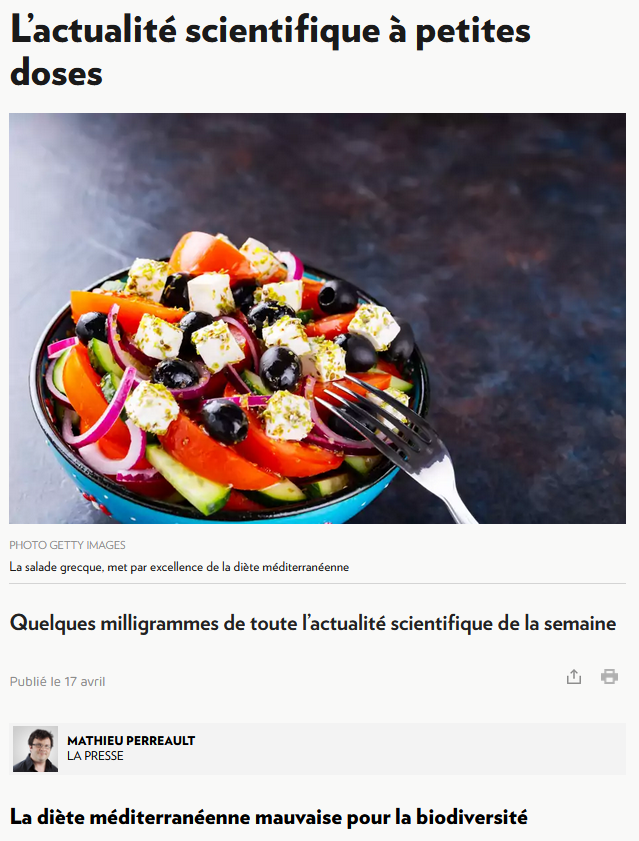 L’actualité scientifique à petites
doses
PHOTO GETTY IMAGES
La salade grecque, met par excellence de la diète méditerranéenne
Quelques milligrammes de toute l’actualité scientifique de la semaine
Publié le 17 avril
MATHIEU PERREAULT
LA PRESSE
La diète méditerranéenne mauvaise pour la biodiversité